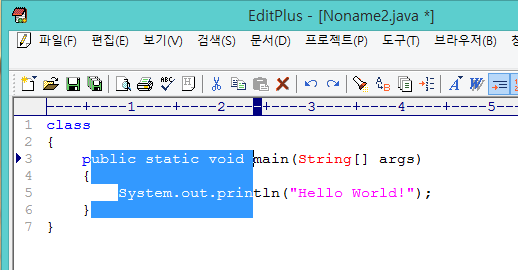 EditPlus - [Noname2.java *]
파일(F) 편집(E) 보기(V) 검색(S) 문서(D) 프로젝트(P) 도구(T) 브라우저(B) 창
----+----1----+----2----+----3----+----4----+----5--
1 class
2 {
3 public static void main(String[] args)
4 {
5 System.out.println("Hello World!");
6 }
7 }